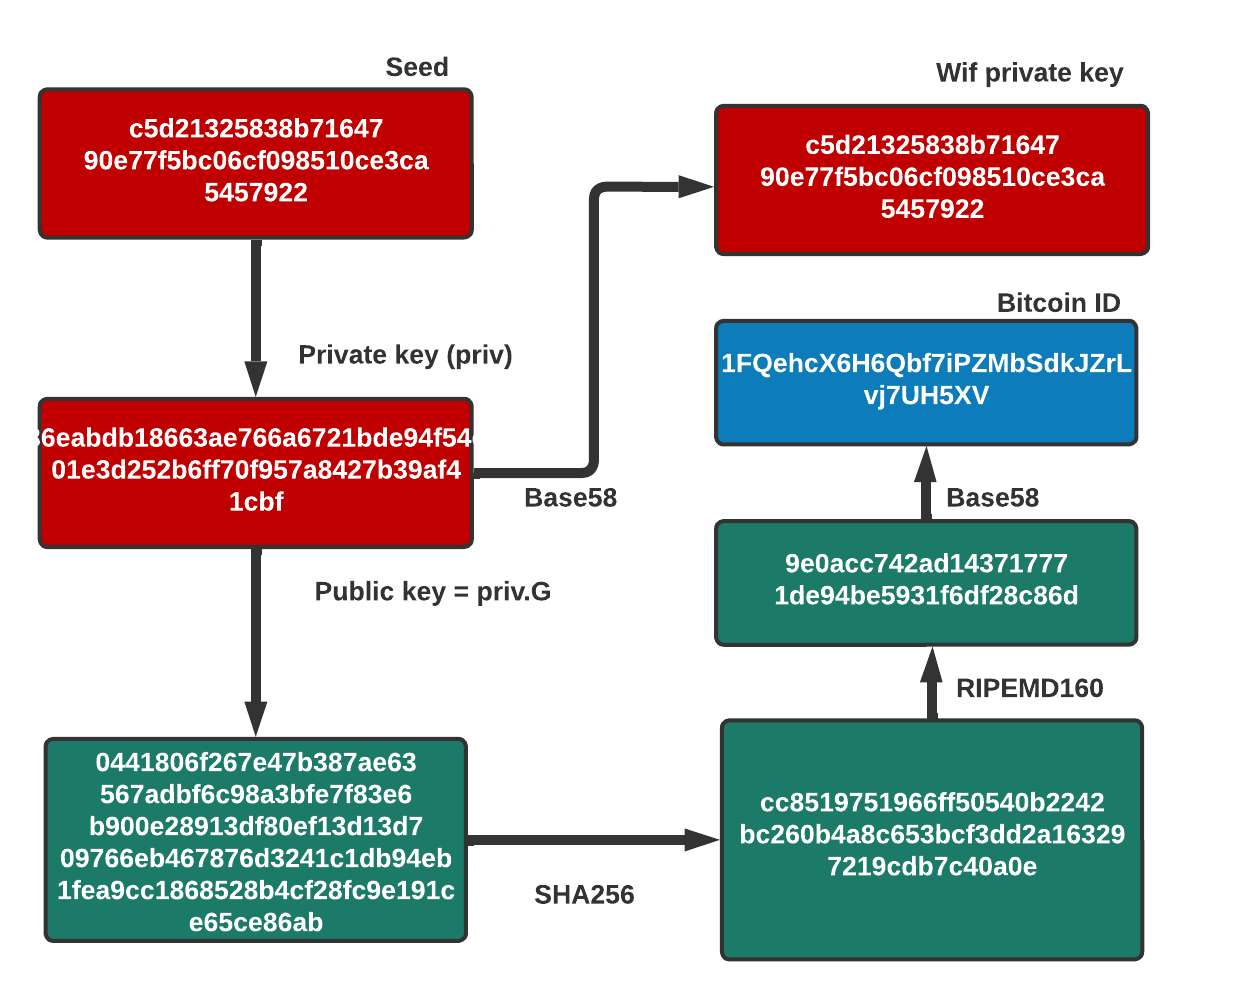 Seed
c5d21325838b71647
90e77f5bc06cf098510ce3ca
5457922
Wif private key
c5d21325838b71647
90e77f5bc06cf098510ce3ca
5457922
Bitcoin ID
1FQehcX6H6Qbf7iPZMbSdkJZrL
vj7UH5XV
Private key (priv)
6eabdb18663ae766a6721bde94f54
01e3d252b6ff70f957a8427b39af4
1cbf
Base58
Base58
9e0acc742ad14371777
1de94be5931f6df28c86d
Public key = priv.G
RIPEMD160
0441806f267e47b387ae63
567adbf6c98a3bfe7f83e6
b900e28913df80ef13d13d7
09766eb467876d3241c1db94eb
1fea9cc1868528b4cf28fc9e191c
e65ce86ab
SHA256
cc8519751966ff50540b2242
bc260b4a8c653bcf3dd2a16329
7219cdb7c40a0e